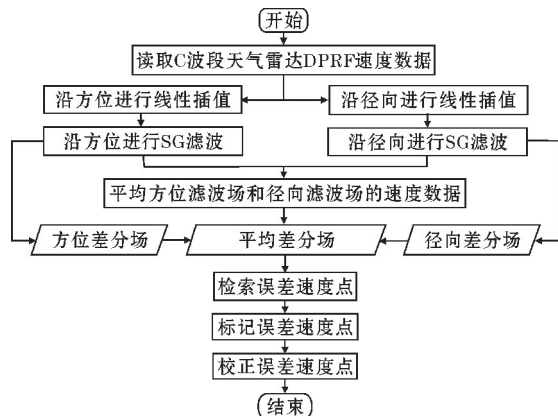 开始
读取C波段天气雷达DPRF速度数据
沿方位进行线性插值
沿径向进行线性插值
沿方位进行SG滤波
沿径向进行SG滤波
平均方位滤波场和径向滤波场的速度数据
方位差分场
平均差分场
径向差分场
检索误差速度点
标记误差速度点
校正误差速度点
结束